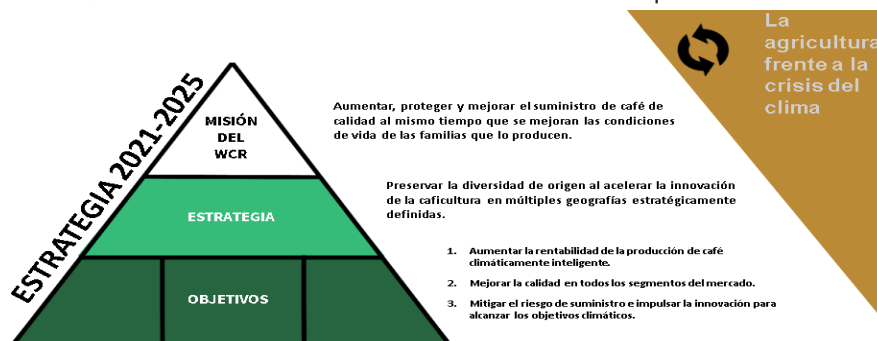 La
agricultura
frente a la
crisis del
clima
ESTRATEGIA 2021-2025
MISIÓN
DEL
WCR
Aumentar, proteger y mejorar el suministro de café de
calidad al mismo tiempo que se mejoran las condiciones
de vida de las familias que lo producen.
ESTRATEGIA
Preservar la diversidad de origen al acelerar la innovación
de la caficultura en múltiples geografías estratégicamente
definidas.
OBJETIVOS
1. Aumentar la rentabilidad de la producción de café
climáticamente inteligente.
2. Mejorar la calidad en todos los segmentos del mercado.
3. Mitigar el riesgo de suministro e impulsar la innovación para
alcanzar los objetivos climáticos.